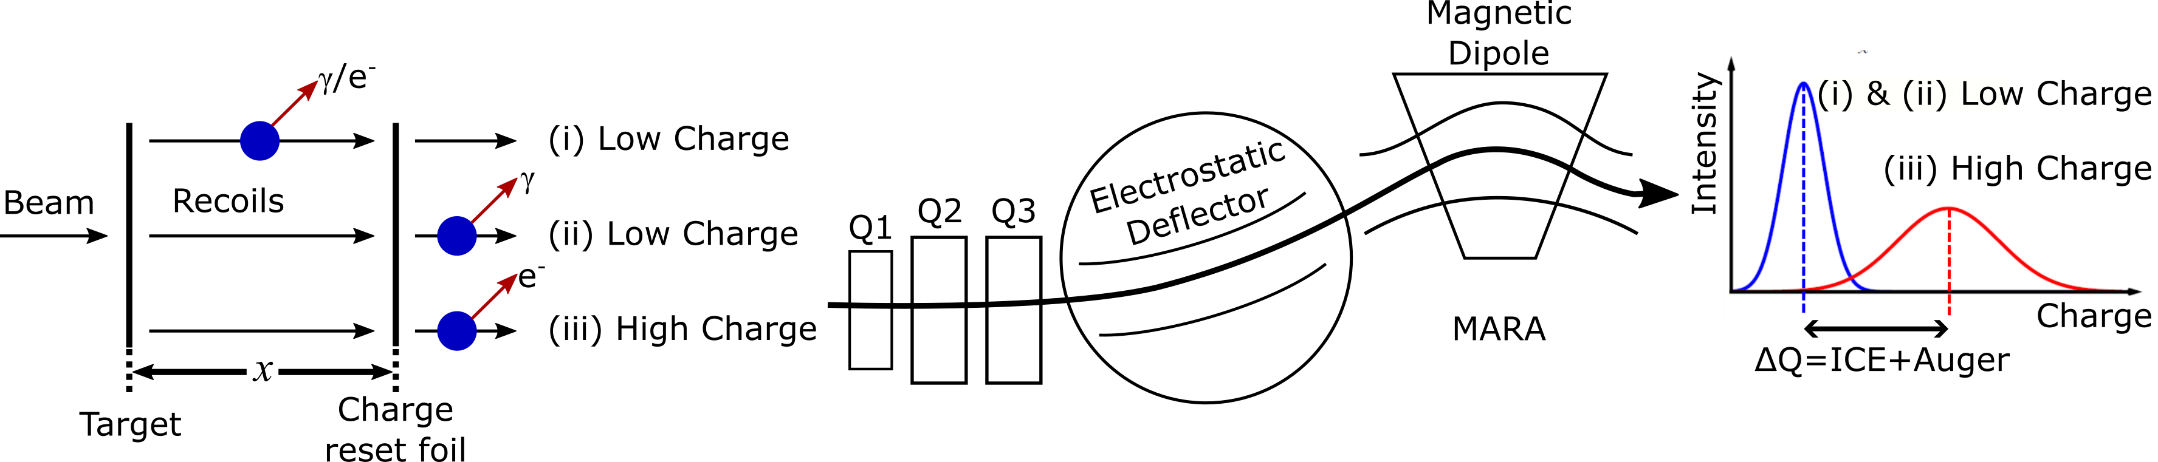 Beam
Recoils
γ/e⁻
γ
e⁻
(i) Low Charge
(ii) Low Charge
(iii) High Charge
x
Target
Charge
reset foil
Q1
Q2
Q3
Electrostatic
Deflector
Magnetic
Dipole
MARA
Intensity
(i) & (ii) Low Charge
(iii) High Charge
Charge
ΔQ=ICE+Auger